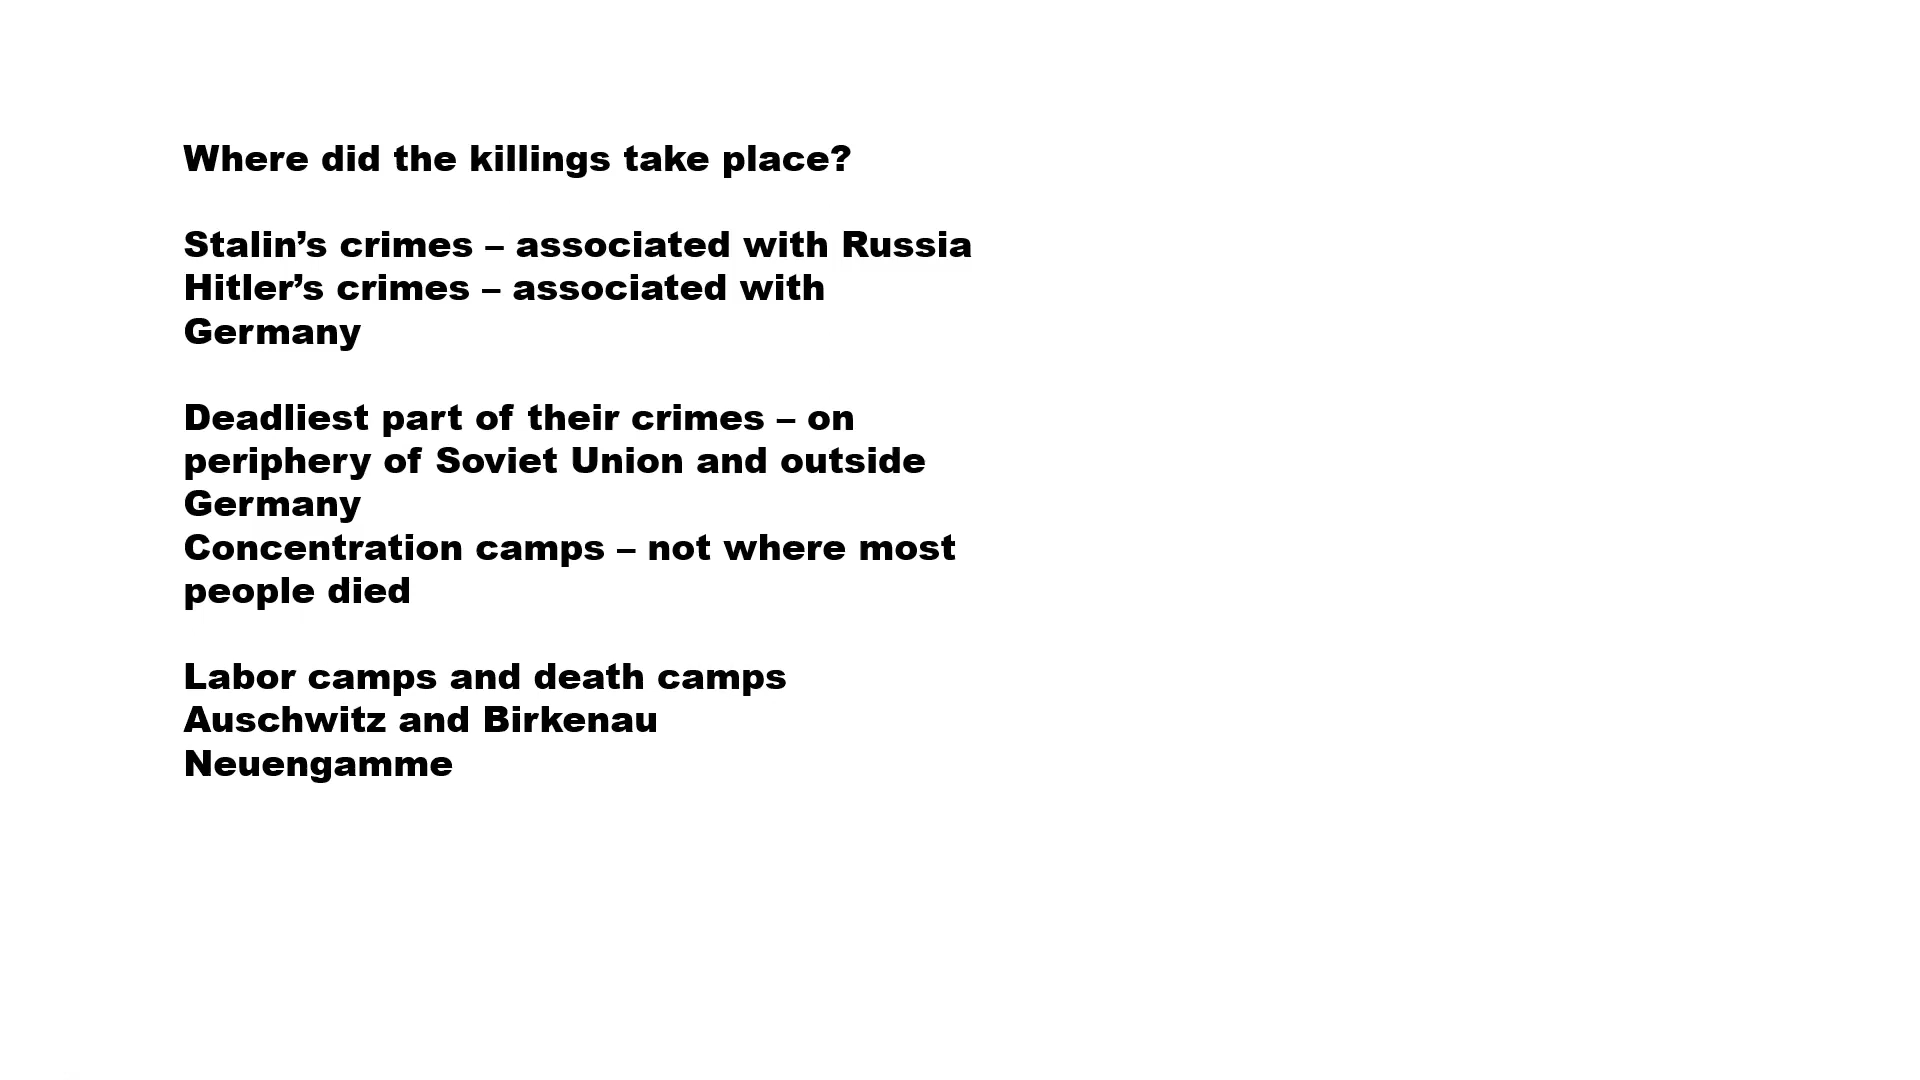 Where did the killings take place?
Stalin’s crimes – associated with Russia
Hitler’s crimes – associated with
Germany
Deadliest part of their crimes – on
periphery of Soviet Union and outside
Germany
Concentration camps – not where most
people died
Labor camps and death camps
Auschwitz and Birkenau
Neuengamme